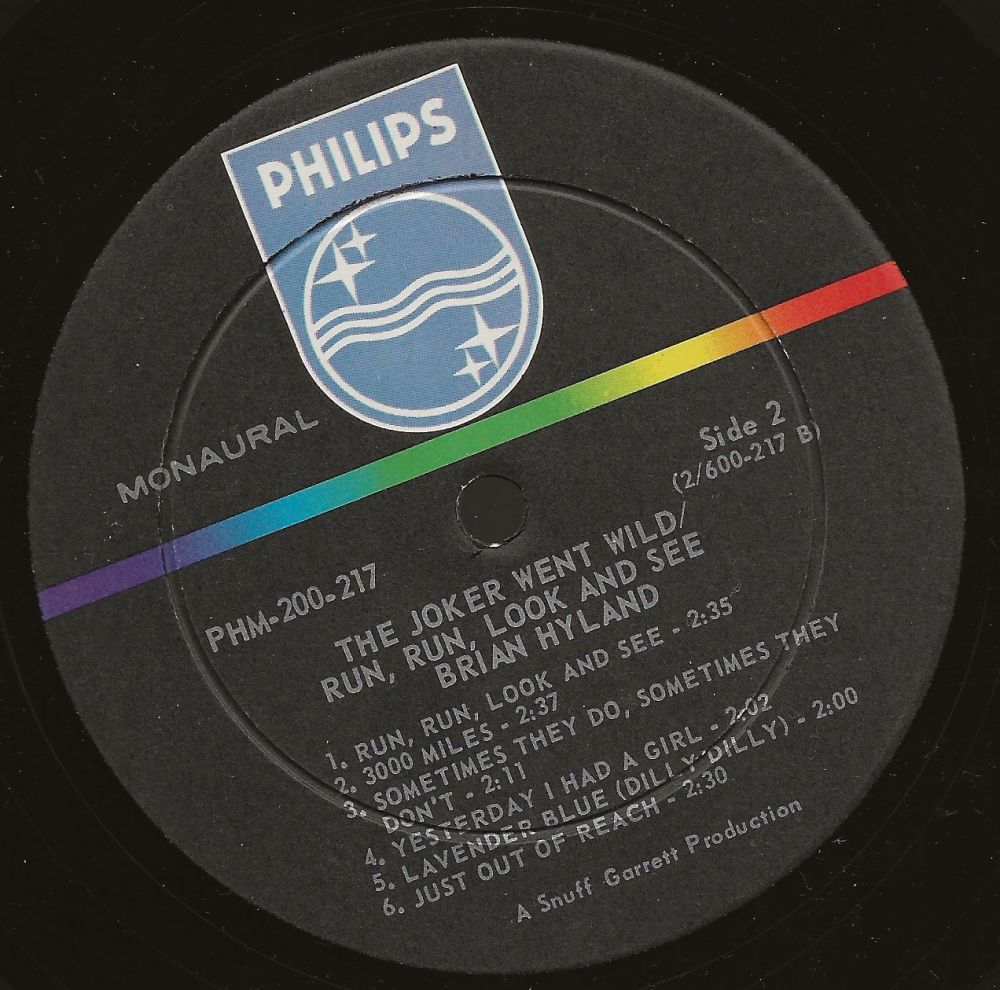 PHILIPS
MONAURAL
Side 2
(2/600-217 B)
PHM-200-217
THE JOKER WENT WILD/
RUN, RUN, LOOK AND SEE
BRIAN HYLAND
1. RUN, RUN, LOOK AND SEE - 2:35
2. 3000 MILES - 2:37
3. SOMETIMES THEY DO, SOMETIMES THEY
DON'T - 2:11
4. YESTERDAY I HAD A GIRL - 2:02
5. LAVENDER BLUE (DILLY DILLY) - 2:00
6. JUST OUT OF REACH - 2:30
A Snuff Garrett Production